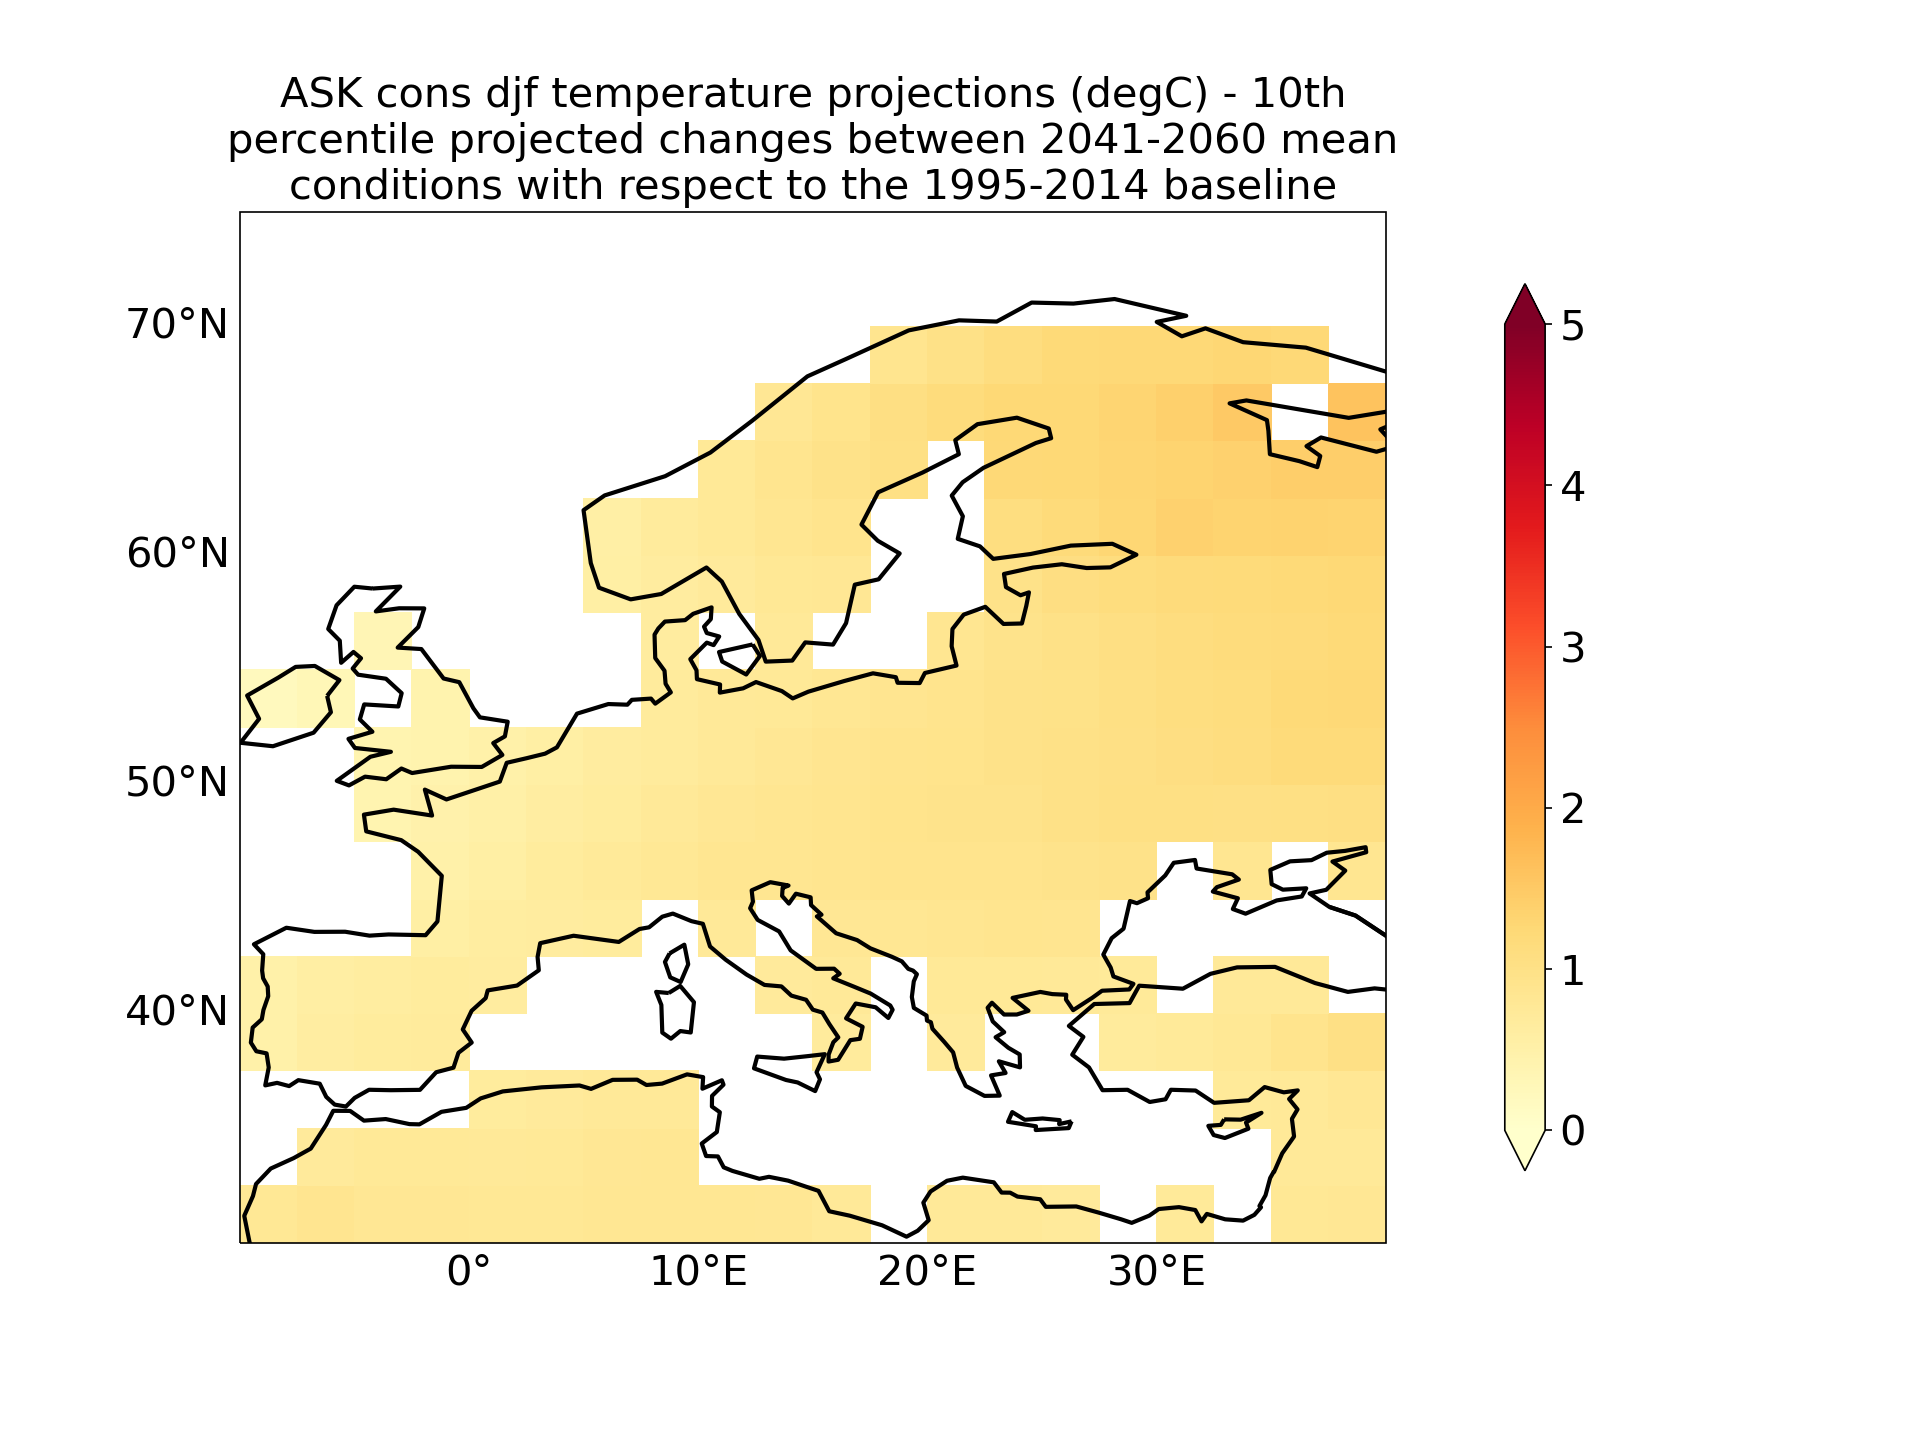 ASK cons djf temperature projections (degC) - 10th
percentile projected changes between 2041-2060 mean
conditions with respect to the 1995-2014 baseline
70°N
60°N
50°N
40°N
0°
10°E
20°E
30°E
5
4
3
2
1
0